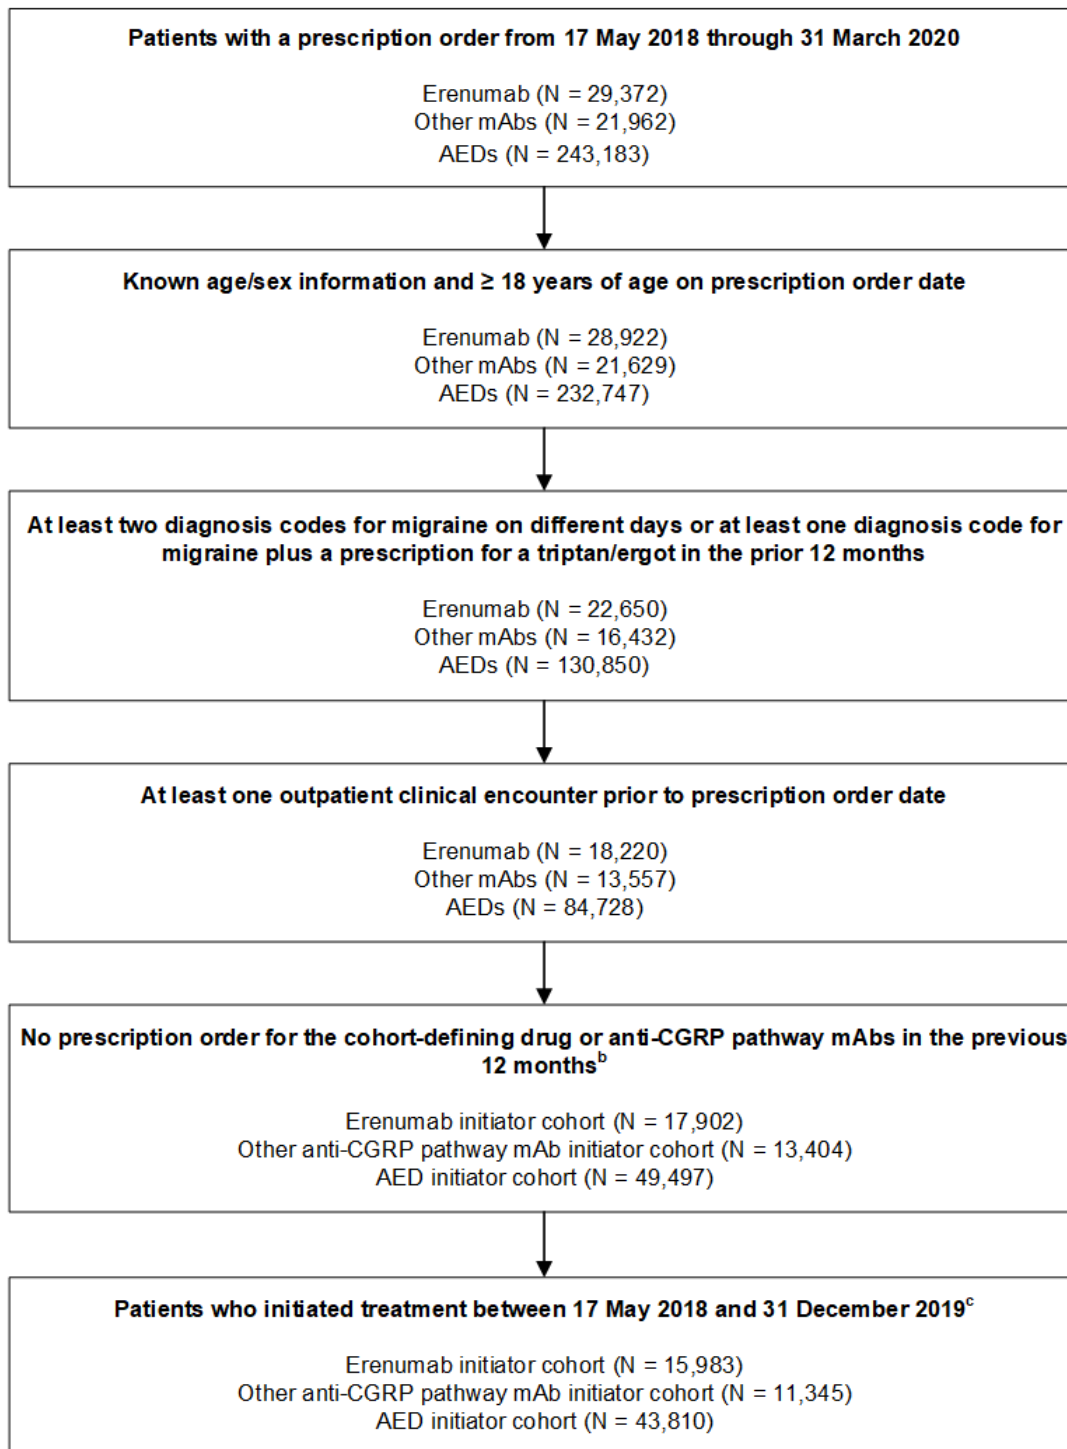 Patients with a prescription order from 17 May 2018 through 31 March 2020
Erenumab (N = 29,372)
Other mAbs (N = 21,962)
AEDs (N = 243,183)
Known age/sex information and ≥ 18 years of age on prescription order date
Erenumab (N = 28,922)
Other mAbs (N = 21,629)
AEDs (N = 232,747)
At least two diagnosis codes for migraine on different days or at least one diagnosis code for
migraine plus a prescription for a triptan/ergot in the prior 12 months
Erenumab (N = 22,650)
Other mAbs (N = 16,432)
AEDs (N = 130,850)
At least one outpatient clinical encounter prior to prescription order date
Erenumab (N = 18,220)
Other mAbs (N = 13,557)
AEDs (N = 84,728)
No prescription order for the cohort-defining drug or anti-CGRP pathway mAbs in the previous
12 months^b
Erenumab initiator cohort (N = 17,902)
Other anti-CGRP pathway mAb initiator cohort (N = 13,404)
AED initiator cohort (N = 49,497)
Patients who initiated treatment between 17 May 2018 and 31 December 2019^c
Erenumab initiator cohort (N = 15,983)
Other anti-CGRP pathway mAb initiator cohort (N = 11,345)
AED initiator cohort (N = 43,810)